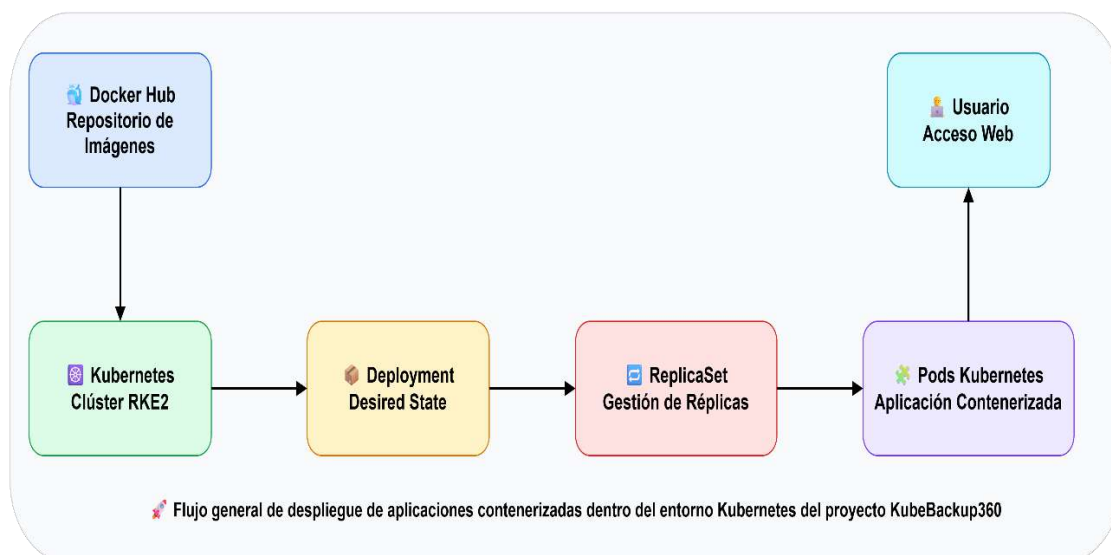 Docker Hub
Repositorio de
Imágenes
Usuario
Acceso Web
Kubernetes
Clúster RKE2
Deployment
Desired State
ReplicaSet
Gestión de Réplicas
Pods Kubernetes
Aplicación Contenerizada
Flujo general de despliegue de aplicaciones contenerizadas dentro del entorno Kubernetes del proyecto KubeBackup360